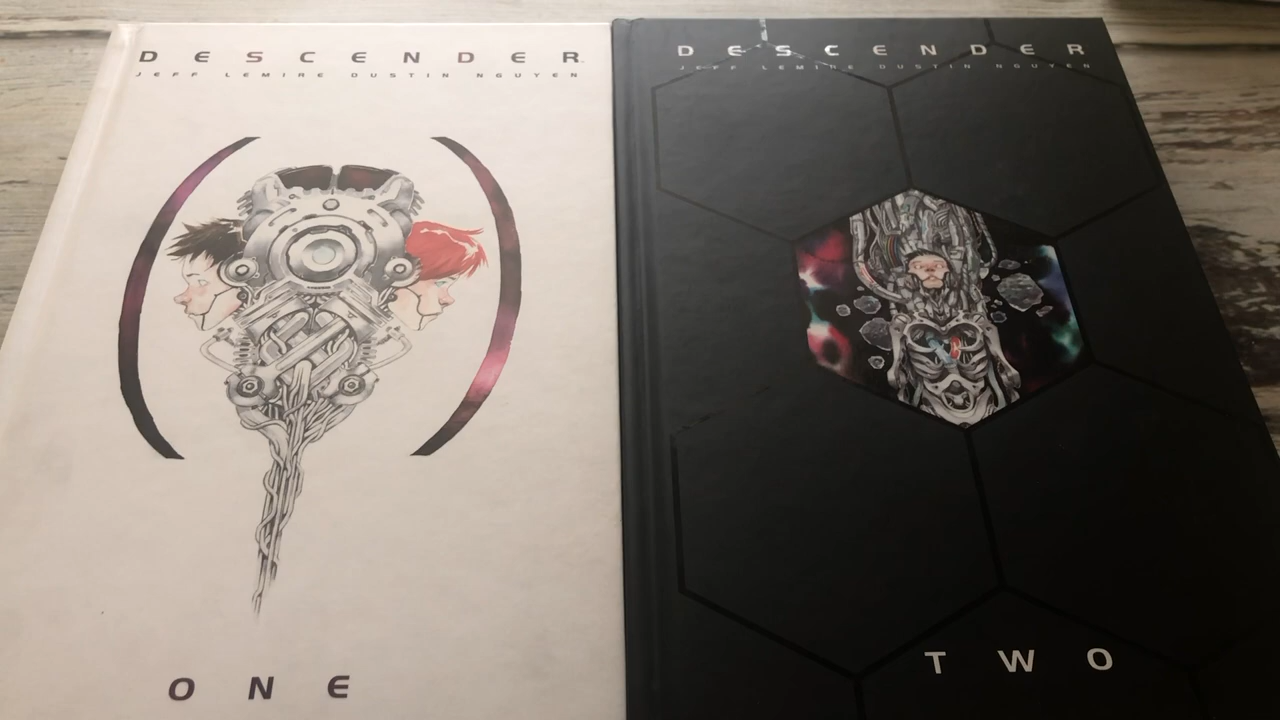 DESCENDER
JEFF LEMIRE DUSTIN NGUYEN
ONE
DESCENDER
JEFF LEMIRE DUSTIN NGUYEN
TWO